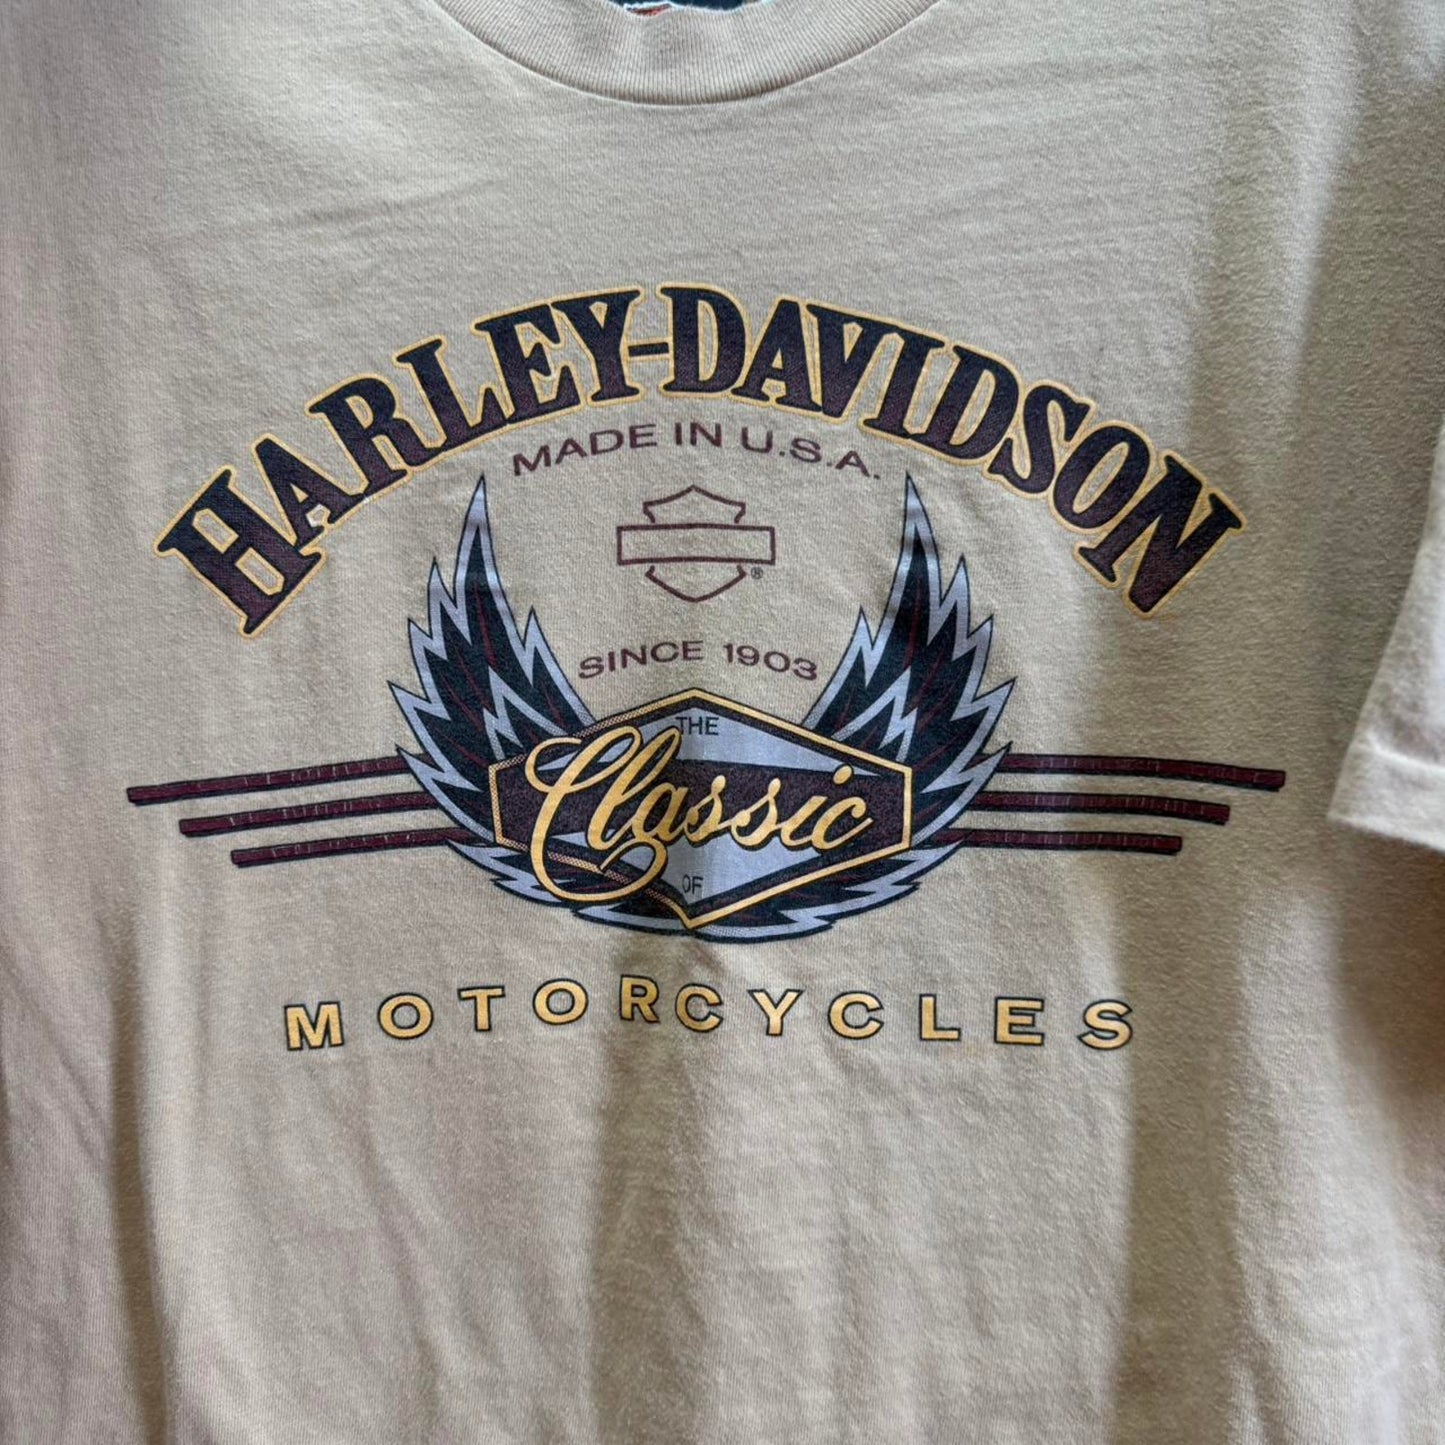 HARLEY-DAVIDSON
MADE IN U.S.A.
®
SINCE 1903
THE
Classic
OF
MOTORCYCLES